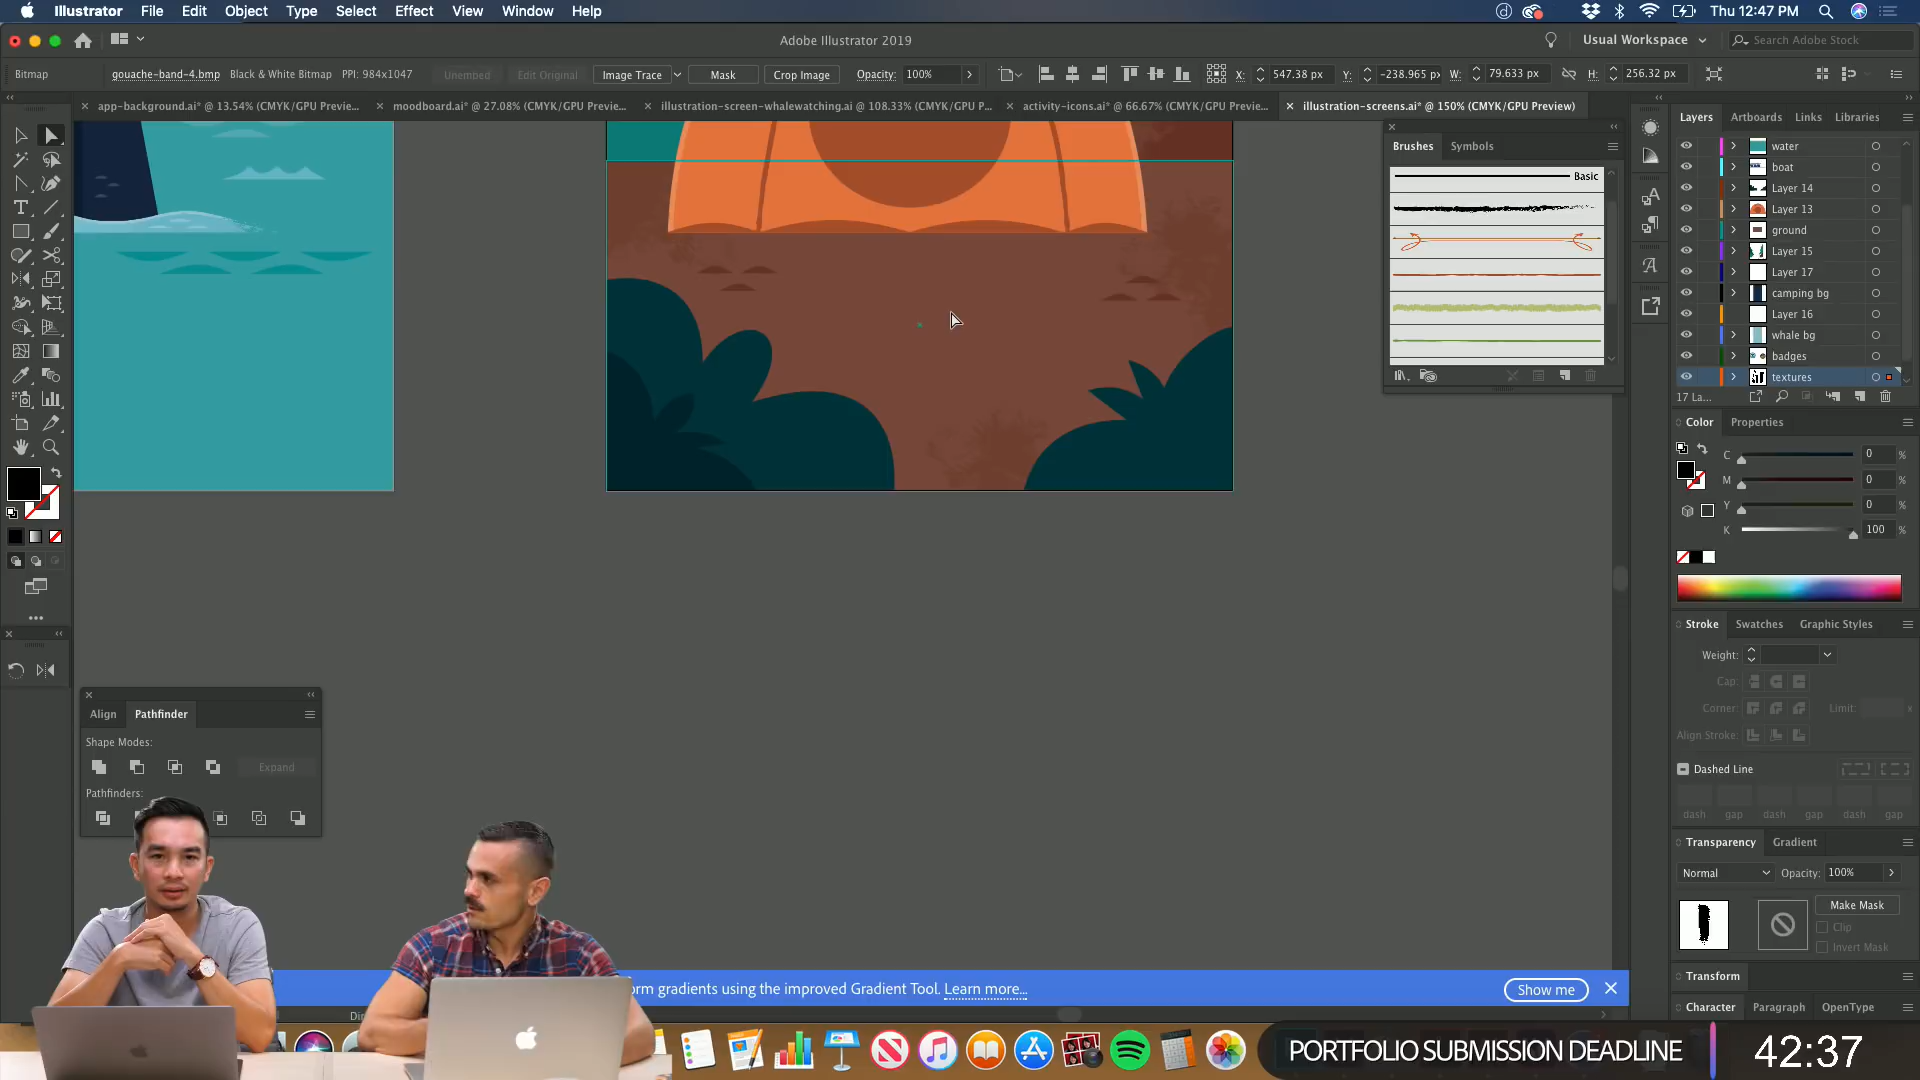 Illustrator File Edit Object Type Select Effect View Window Help
Thu 12:47 PM
Adobe Illustrator 2019
Usual Workspace
Search Adobe Stock
Bitmap gouache-band-4.bmp Black & White Bitmap PPI: 984x1047 Unembed Edit Original Image Trace Mask Crop Image Opacity: 100% X: 547.38 px Y: -238.965 px W: 79.633 px H: 256.32 px
app-background.ai* @ 13.54% (CMYK/GPU Previe...
moodboard.ai* @ 27.08% (CMYK/GPU Previe...
illustration-screen-whalewatching.ai @ 108.33% (CMYK/GPU P...
activity-icons.ai* @ 66.67% (CMYK/GPU Previe...
illustration-screens.ai* @ 150% (CMYK/GPU Preview)
Brushes Symbols
Basic
Layers Artboards Links Libraries
water
boat
Layer 14
Layer 13
ground
Layer 15
Layer 17
camping bg
Layer 16
whale bg
badges
textures
17 La...
Color Properties
C 0 %
M 0 %
Y 0 %
K 100 %
Stroke Swatches Graphic Styles
Weight:
Cap:
Corner: Limit: x
Align Stroke:
Dashed Line
dash gap dash gap dash gap
Transparency Gradient
Normal Opacity: 100%
Make Mask
Clip
Invert Mask
Transform
Character Paragraph OpenType
Align Pathfinder
Shape Modes:
Expand
Pathfinders:
orm gradients using the improved Gradient Tool. Learn more...
Show me
PORTFOLIO SUBMISSION DEADLINE 42:37